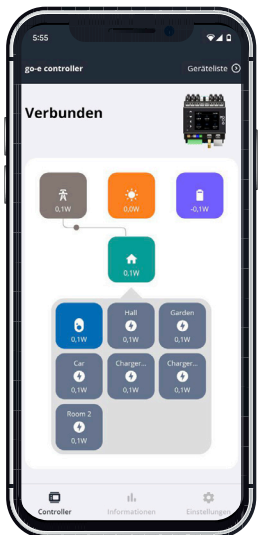 5:55
go-e controller
Geräteliste
Verbunden
0,1W
0,0W
-0,1W
0,1W
0,1W
Hall
0,1W
Garden
0,1W
Car
0,1W
Charger...
0,1W
Charger...
0,1W
Room 2
0,1W
Controller
Informationen
Einstellungen